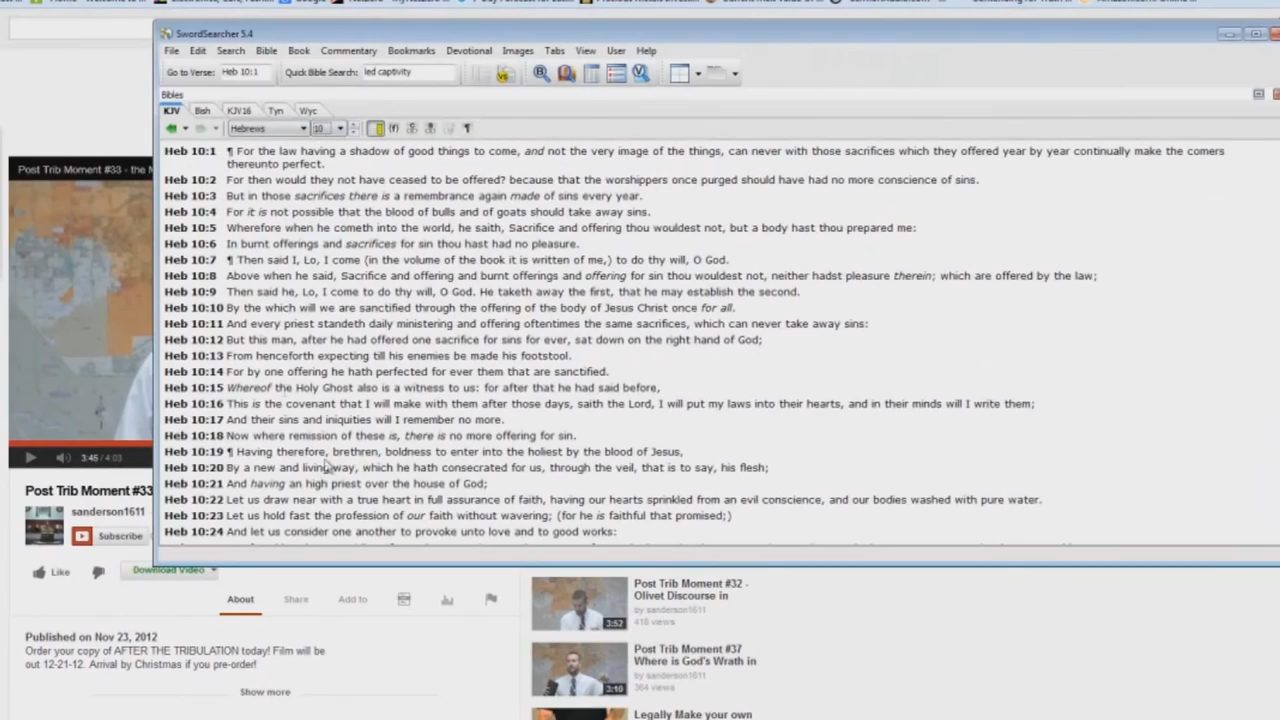 SwordSearcher 5.4
File Edit Search Bible Book Commentary Bookmarks Devotional Images Tabs View User Help
Go to Verse: Heb 10:1 Quick Bible Search: led captivity
Bibles
KJV Bish KJV16 Tyn Wyc
Hebrews 10
Heb 10:1 ¶ For the law having a shadow of good things to come, and not the very image of the things, can never with those sacrifices which they offered year by year continually make the comers
thereunto perfect.
Heb 10:2 For then would they not have ceased to be offered? because that the worshippers once purged should have had no more conscience of sins.
Heb 10:3 But in those sacrifices there is a remembrance again made of sins every year.
Heb 10:4 For it is not possible that the blood of bulls and of goats should take away sins.
Heb 10:5 Wherefore when he cometh into the world, he saith, Sacrifice and offering thou wouldest not, but a body hast thou prepared me:
Heb 10:6 In burnt offerings and sacrifices for sin thou hast had no pleasure.
Heb 10:7 ¶ Then said I, Lo, I come (in the volume of the book it is written of me,) to do thy will, O God.
Heb 10:8 Above when he said, Sacrifice and offering and burnt offerings and offering for sin thou wouldest not, neither hadst pleasure therein; which are offered by the law;
Heb 10:9 Then said he, Lo, I come to do thy will, O God. He taketh away the first, that he may establish the second.
Heb 10:10 By the which will we are sanctified through the offering of the body of Jesus Christ once for all.
Heb 10:11 And every priest standeth daily ministering and offering oftentimes the same sacrifices, which can never take away sins:
Heb 10:12 But this man, after he had offered one sacrifice for sins for ever, sat down on the right hand of God;
Heb 10:13 From henceforth expecting till his enemies be made his footstool.
Heb 10:14 For by one offering he hath perfected for ever them that are sanctified.
Heb 10:15 Whereof the Holy Ghost also is a witness to us: for after that he had said before,
Heb 10:16 This is the covenant that I will make with them after those days, saith the Lord, I will put my laws into their hearts, and in their minds will I write them;
Heb 10:17 And their sins and iniquities will I remember no more.
Heb 10:18 Now where remission of these is, there is no more offering for sin.
Heb 10:19 ¶ Having therefore, brethren, boldness to enter into the holiest by the blood of Jesus,
Heb 10:20 By a new and living way, which he hath consecrated for us, through the veil, that is to say, his flesh;
Heb 10:21 And having an high priest over the house of God;
Heb 10:22 Let us draw near with a true heart in full assurance of faith, having our hearts sprinkled from an evil conscience, and our bodies washed with pure water.
Heb 10:23 Let us hold fast the profession of our faith without wavering; (for he is faithful that promised;)
Heb 10:24 And let us consider one another to provoke unto love and to good works:
Post Trib Moment #33 - the
3:45 / 4:03
Post Trib Moment #33
sanderson1611
Subscribe
Like Download Video
About Share Add to
Published on Nov 23, 2012
Order your copy of AFTER THE TRIBULATION today! Film will be
out 12-21-12. Arrival by Christmas if you pre-order!
Show more
Post Trib Moment #32 -
Olivet Discourse in
by sanderson1611
418 views
3:52
Post Trib Moment #37
Where is God's Wrath in
by sanderson1611
364 views
3:10
Legally Make your own